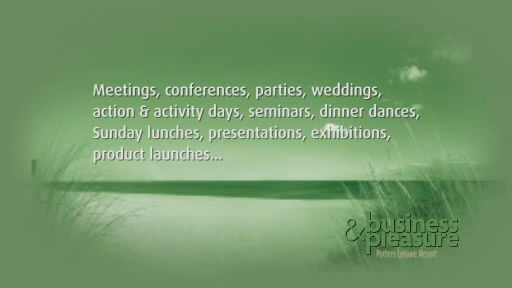 Meetings, conferences, parties, weddings,
action & activity days, seminars, dinner dances,
Sunday lunches, presentations, exhibitions,
product launches...
business
& pleasure
Potters Leisure Resort